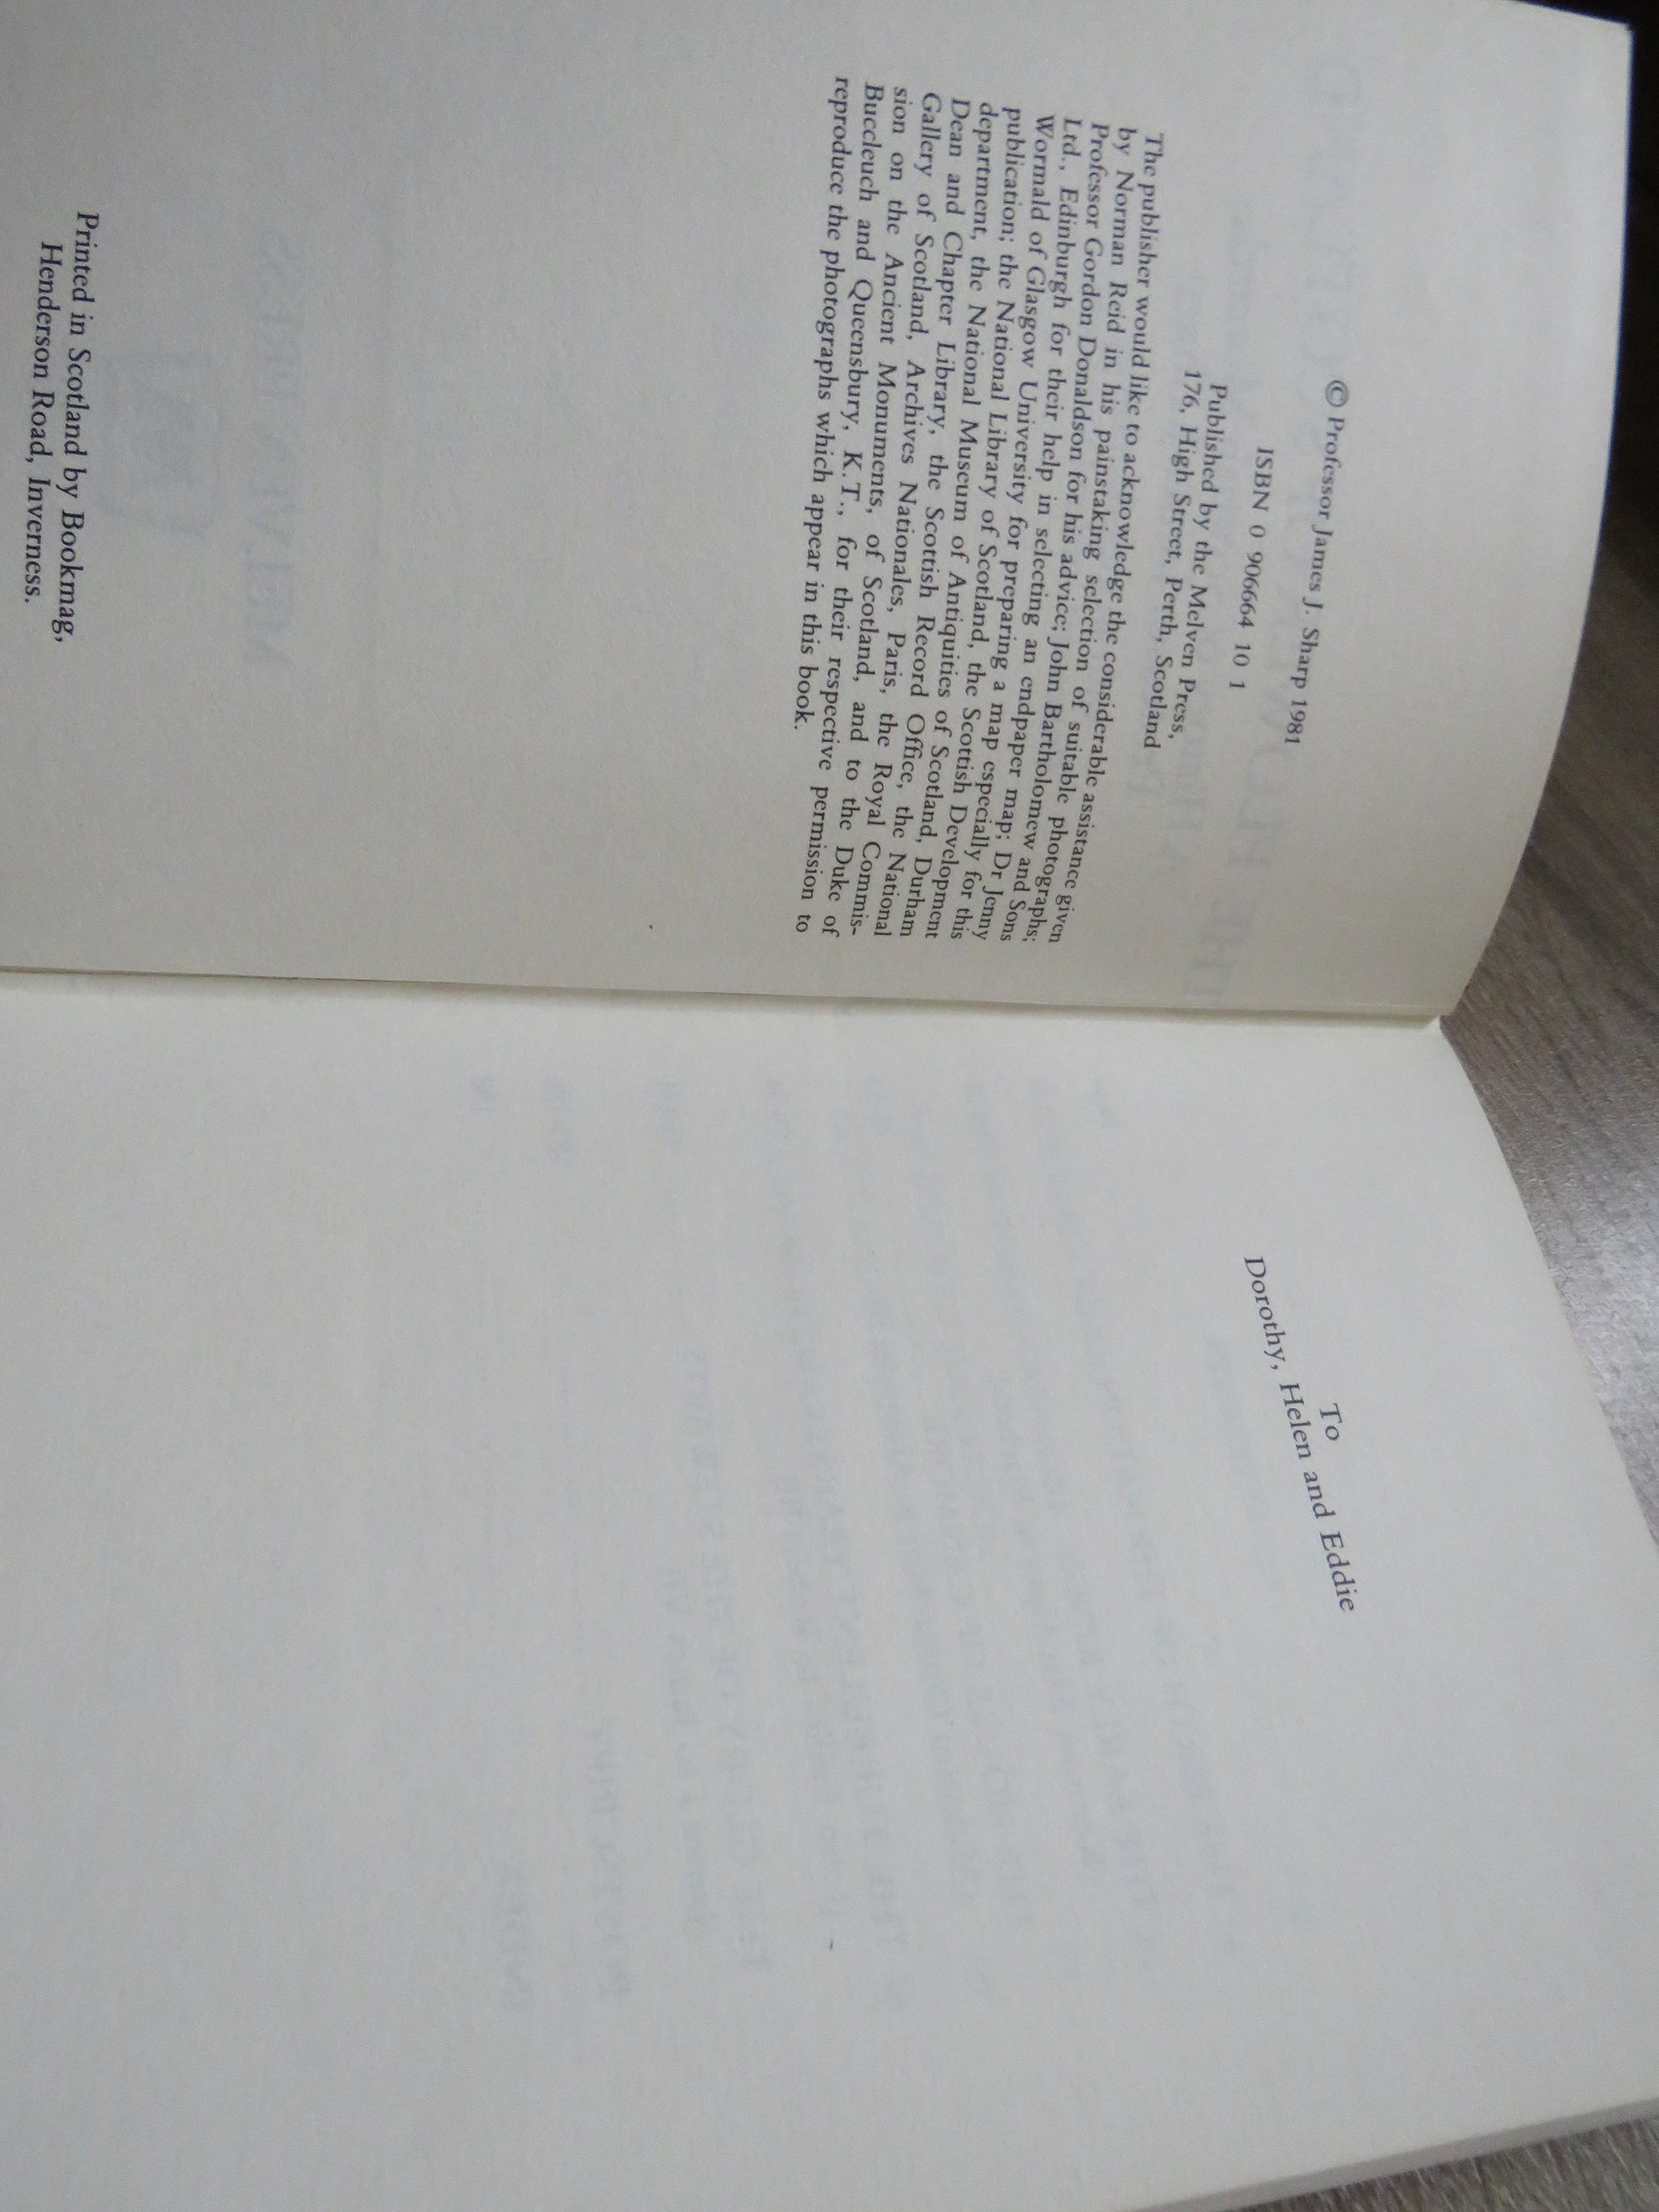 © Professor James J. Sharp 1981
ISBN 0 906664 10 1
Published by the Melven Press,
176, High Street, Perth, Scotland
The publisher would like to acknowledge the considerable assistance given
by Norman Reid in his painstaking selection of suitable photographs;
Professor Gordon Donaldson for his advice; John Bartholomew and Sons
Ltd., Edinburgh for their help in selecting an endpaper map; Dr Jenny
Wormald of Glasgow University for preparing a map especially for this
publication; the National Library of Scotland, the Scottish Development
department, the National Museum of Antiquities of Scotland, Durham
Dean and Chapter Library, the Scottish Record Office, the National
Gallery of Scotland, Archives Nationales, Paris, the Royal Commis-
sion on the Ancient Monuments, of Scotland, and to the Duke of
Buccleuch and Queensbury, K.T., for their respective permission to
reproduce the photographs which appear in this book.
Printed in Scotland by Bookmag,
Henderson Road, Inverness.
To
Dorothy, Helen and Eddie